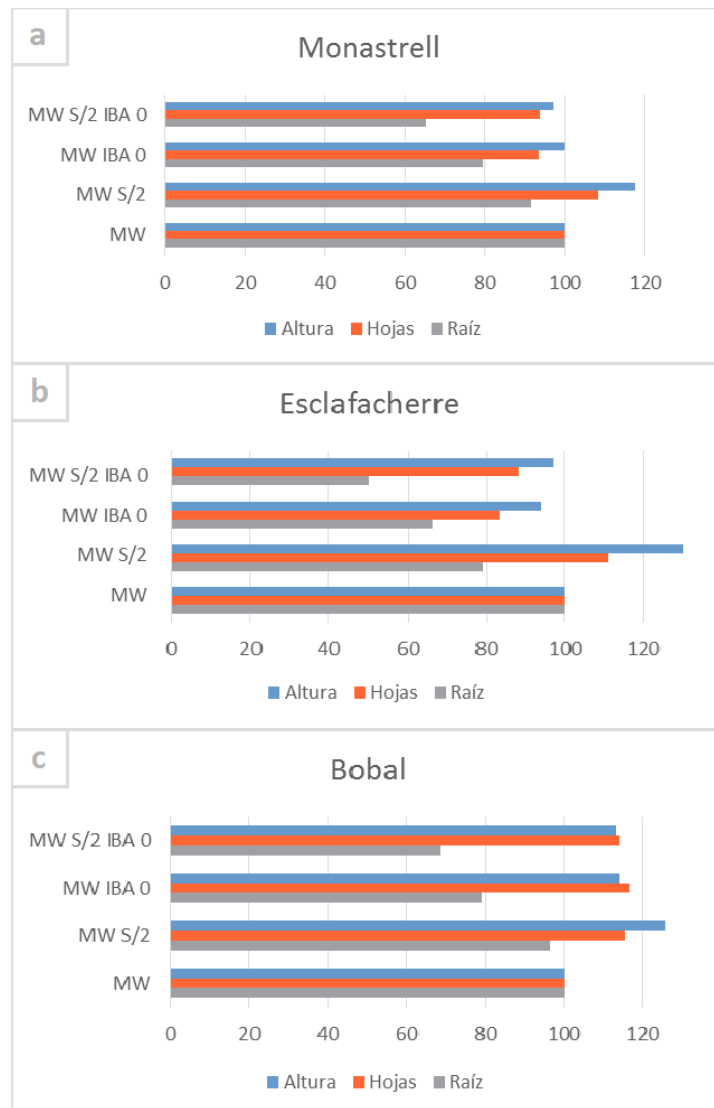 a
Monastrell
MW S/2 IBA 0
MW IBA 0
MW S/2
MW
0 20 40 60 80 100 120
Altura Hojas Raíz
b
Esclafacherre
MW S/2 IBA 0
MW IBA 0
MW S/2
MW
0 20 40 60 80 100 120
Altura Hojas Raíz
c
Bobal
MW S/2 IBA 0
MW IBA 0
MW S/2
MW
0 20 40 60 80 100 120
Altura Hojas Raíz